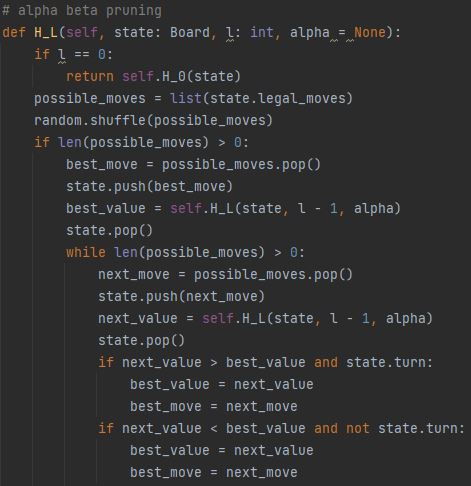 # alpha beta pruning
def H_L(self, state: Board, l: int, alpha = None):
    if l == 0:
        return self.H_0(state)
    possible_moves = list(state.legal_moves)
    random.shuffle(possible_moves)
    if len(possible_moves) > 0:
        best_move = possible_moves.pop()
        state.push(best_move)
        best_value = self.H_L(state, l - 1, alpha)
        state.pop()
        while len(possible_moves) > 0:
            next_move = possible_moves.pop()
            state.push(next_move)
            next_value = self.H_L(state, l - 1, alpha)
            state.pop()
            if next_value > best_value and state.turn:
                best_value = next_value
                best_move = next_move
            if next_value < best_value and not state.turn:
                best_value = next_value
                best_move = next_move